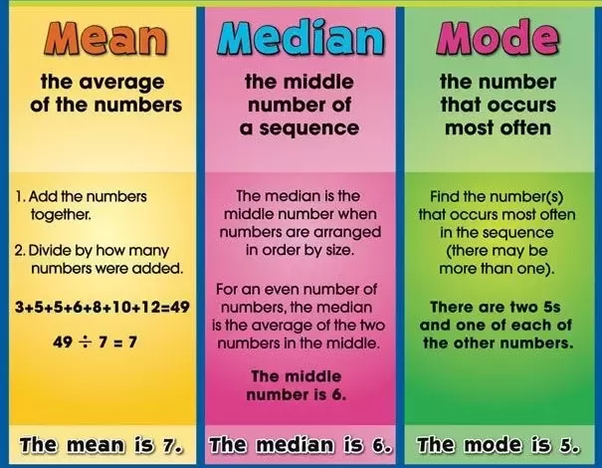 Mean
the average
of the numbers
1. Add the numbers
together.
2. Divide by how many
numbers were added.
3+5+5+6+8+10+12=49
49 ÷ 7 = 7
The mean is 7.
Median
the middle
number of
a sequence
The median is the
middle number when
numbers are arranged
in order by size.
For an even number of
numbers, the median
is the average of the two
numbers in the middle.
The middle
number is 6.
The median is 6.
Mode
the number
that occurs
most often
Find the number(s)
that occurs most often
in the sequence
(there may be
more than one).
There are two 5s
and one of each of
the other numbers.
The mode is 5.